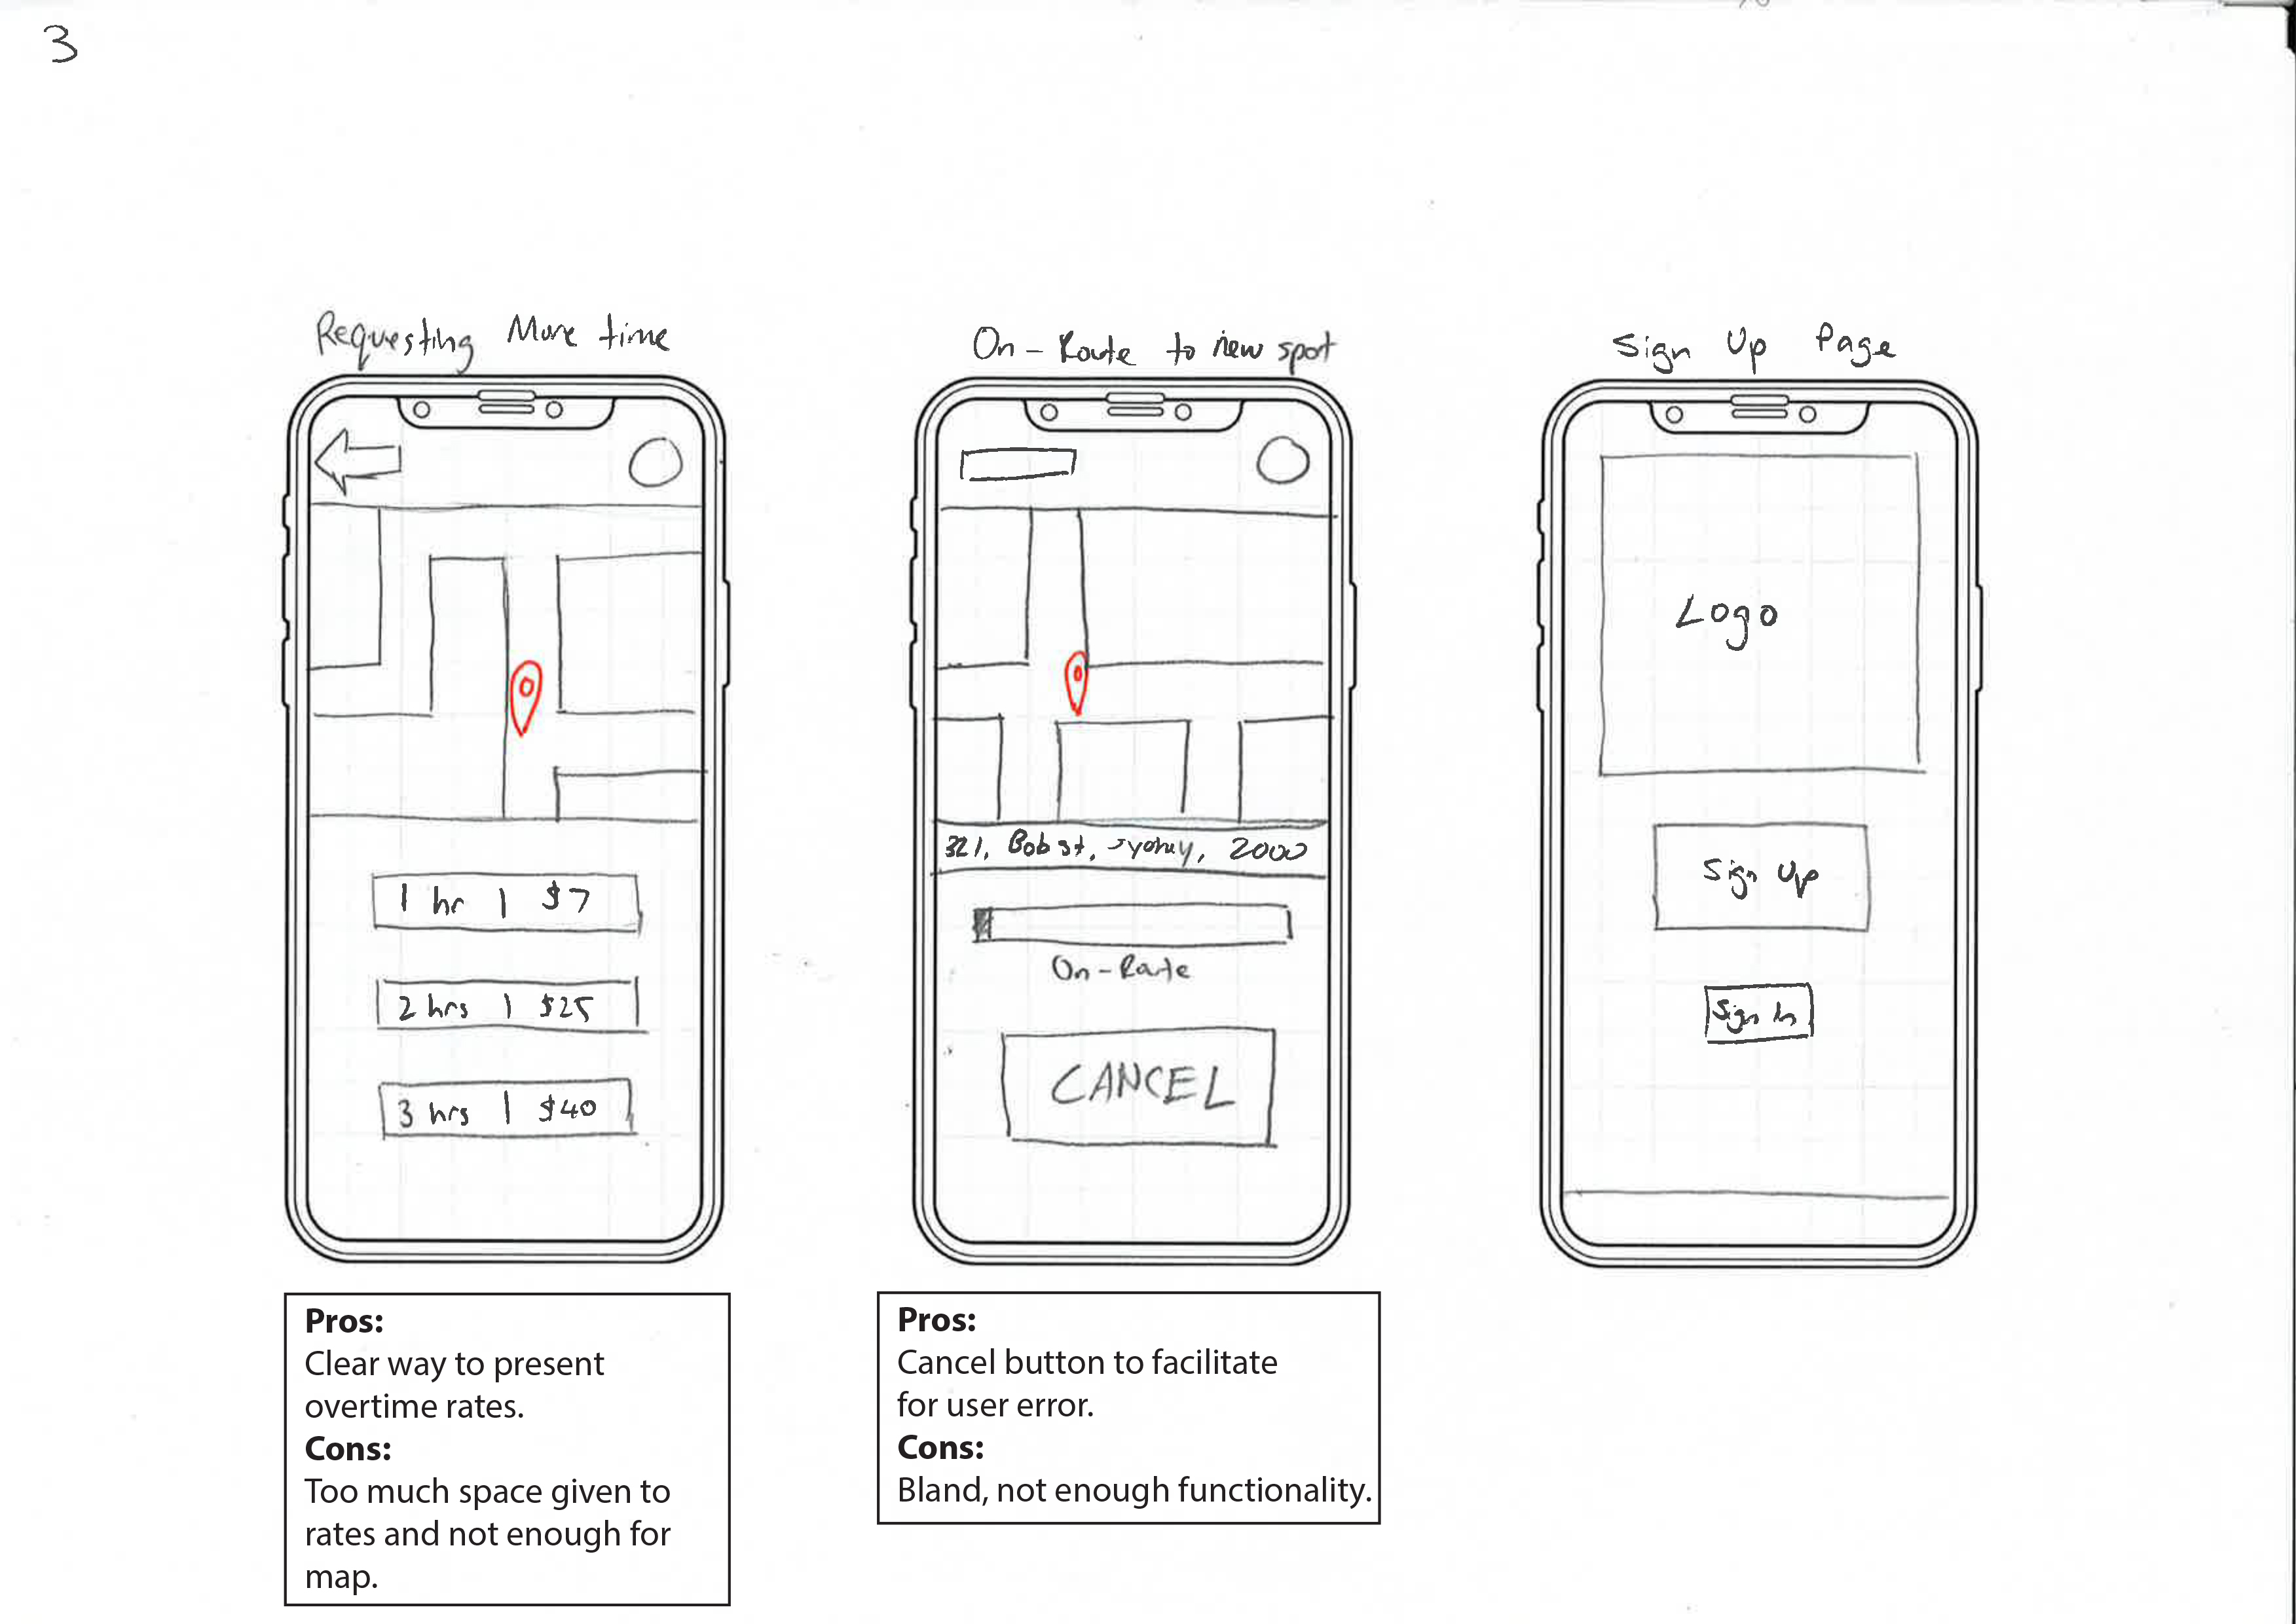 3
Requesting More time
1 hr | $7
2 hrs | $25
3 hrs | $40
Pros:
Clear way to present
overtime rates.
Cons:
Too much space given to
rates and not enough for
map.
On-Route to new spot
321, Bob st, Sydney, 2000
On-Route
CANCEL
Pros:
Cancel button to facilitate
for user error.
Cons:
Bland, not enough functionality.
Sign Up Page
Logo
Sign Up
Sign In